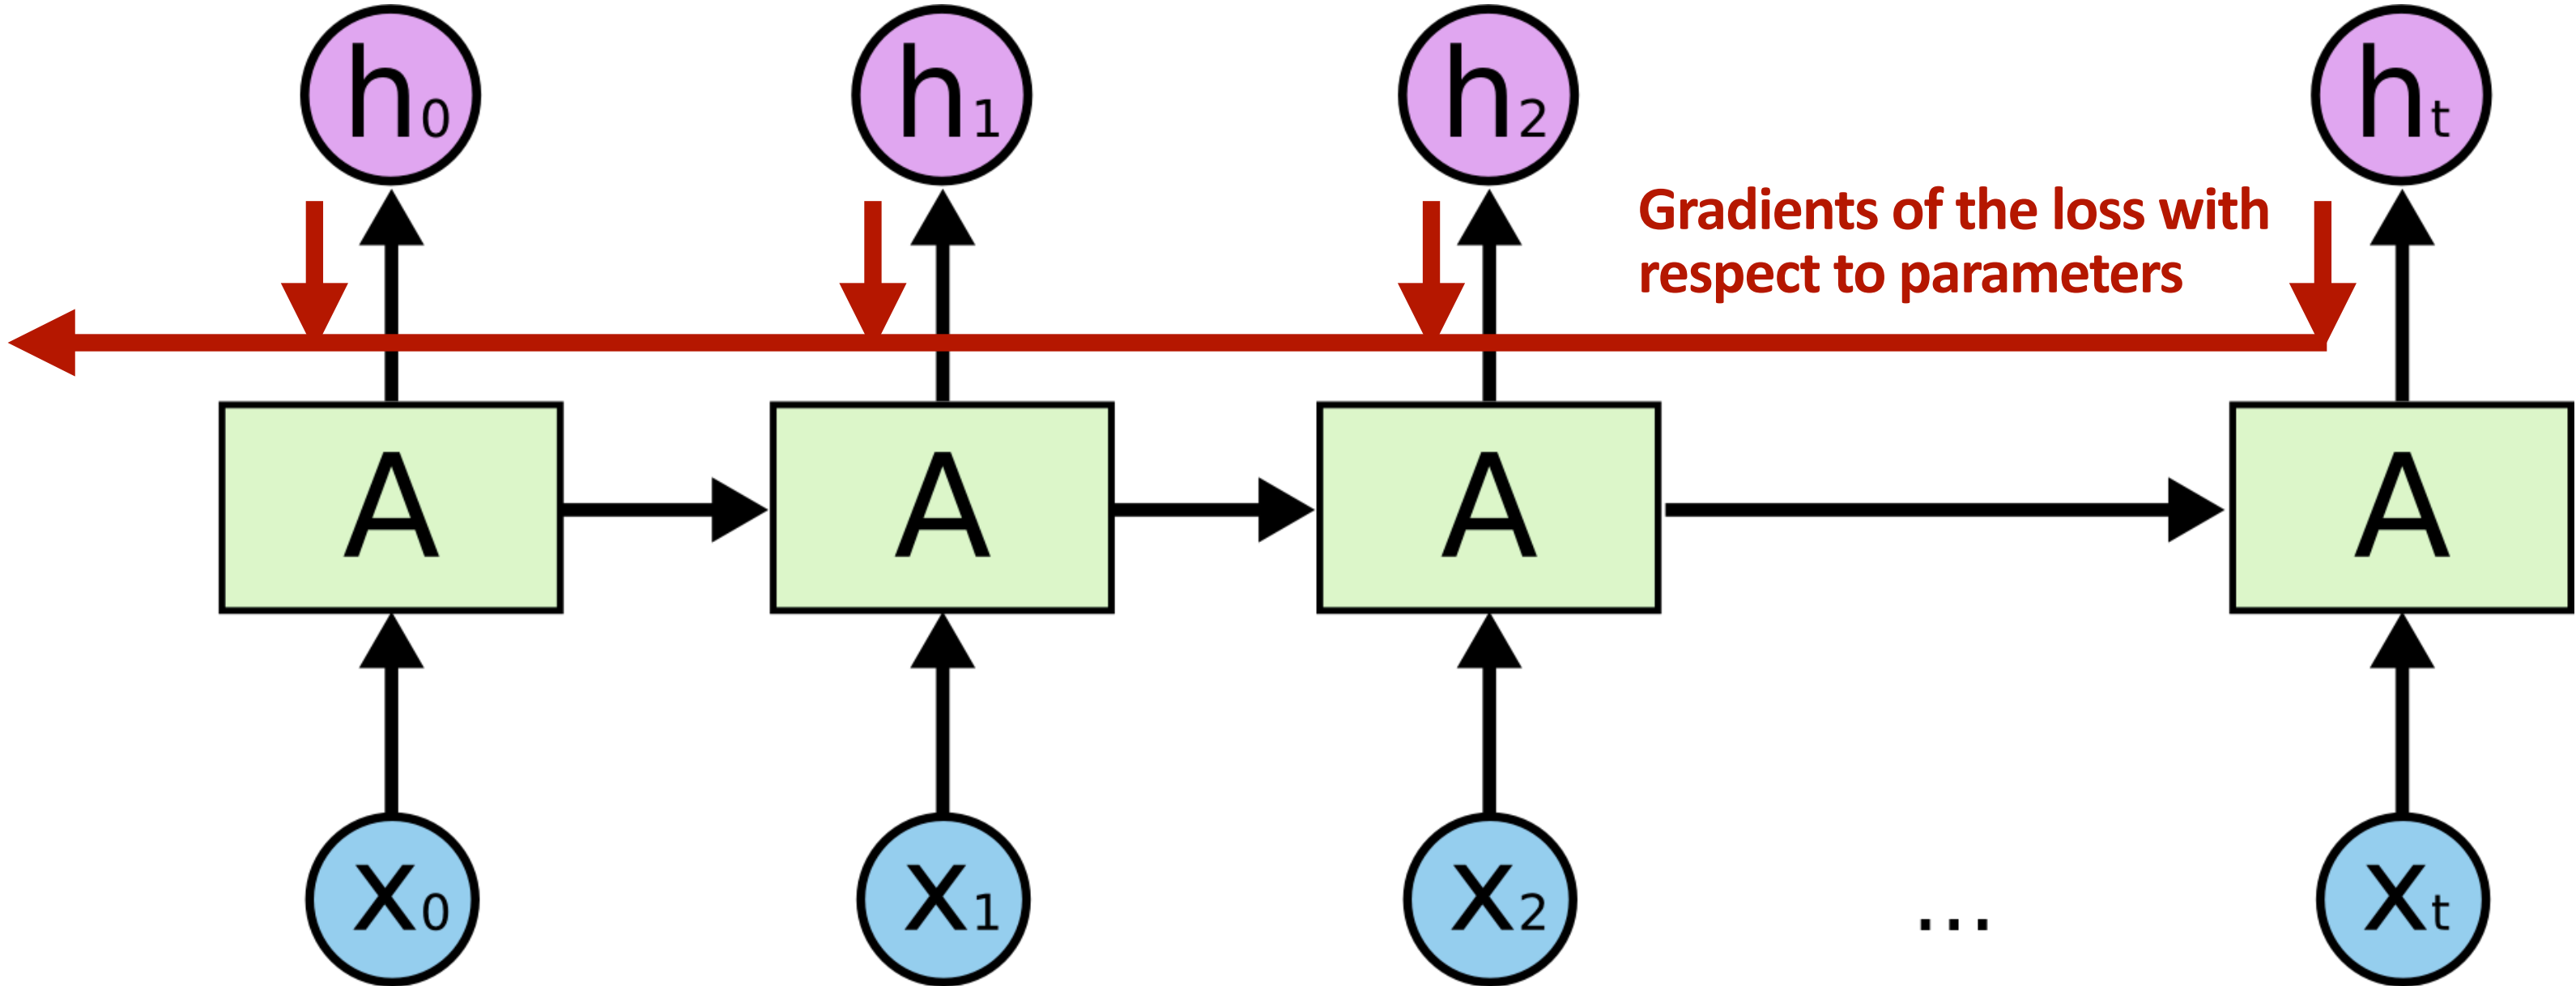 h0 h1 h2 ht
Gradients of the loss with
respect to parameters
A A A A
x0 x1 x2 ... xt